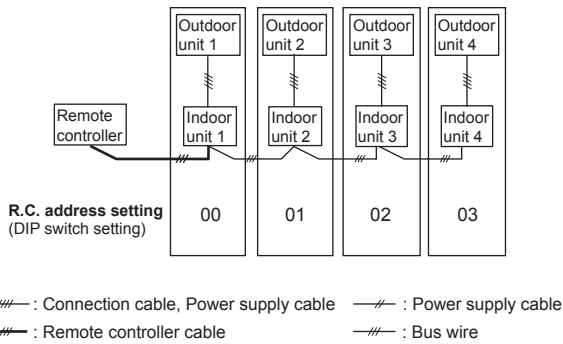 Outdoor
unit 1
Outdoor
unit 2
Outdoor
unit 3
Outdoor
unit 4
Remote
controller
Indoor
unit 1
Indoor
unit 2
Indoor
unit 3
Indoor
unit 4
R.C. address setting
(DIP switch setting)
00
01
02
03
: Connection cable, Power supply cable
: Power supply cable
: Remote controller cable
: Bus wire